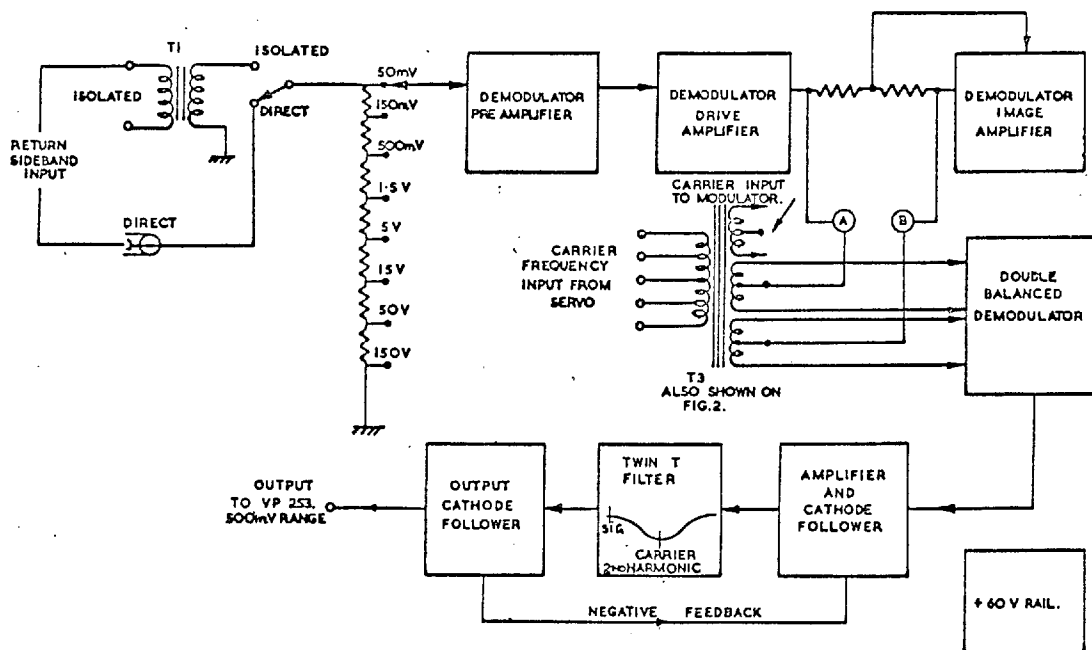 T1
ISOLATED
ISOLATED
DIRECT
RETURN
SIDEBAND
INPUT
DIRECT
50mV
150mV
500mV
1·5 V
5V
15V
50V
150V
DEMODULATOR
PRE AMPLIFIER
DEMODULATOR
DRIVE
AMPLIFIER
DEMODULATOR
IMAGE
AMPLIFIER
CARRIER INPUT
TO MODULATOR.
A
B
CARRIER
FREQUENCY
INPUT FROM
SERVO
T3
ALSO SHOWN ON
FIG.2.
DOUBLE
BALANCED
DEMODULATOR
OUTPUT
TO VP 253.
500mV RANGE
OUTPUT
CATHODE
FOLLOWER
TWIN T
FILTER
SIG.
CARRIER
2ND HARMONIC
AMPLIFIER
AND
CATHODE
FOLLOWER
NEGATIVE FEEDBACK
+ 60 V RAIL.